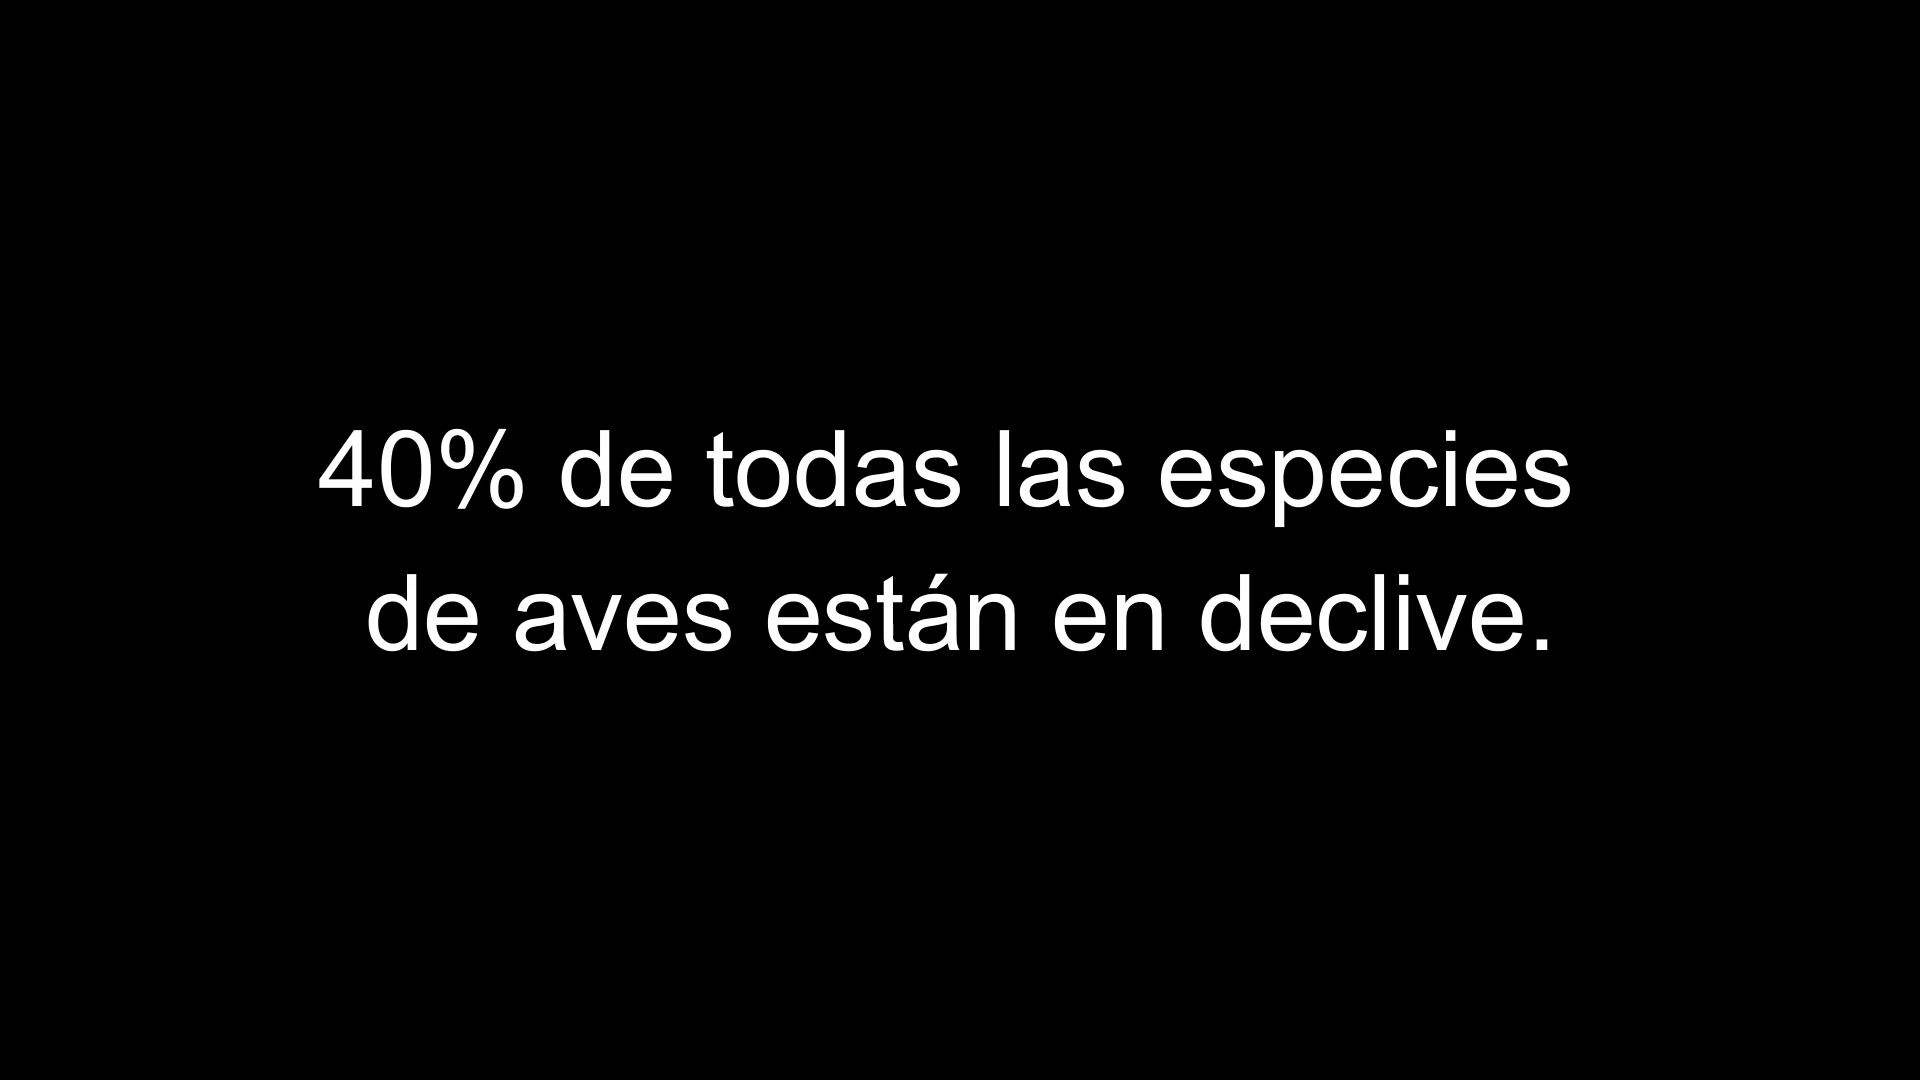 40% de todas las especies
de aves están en declive.